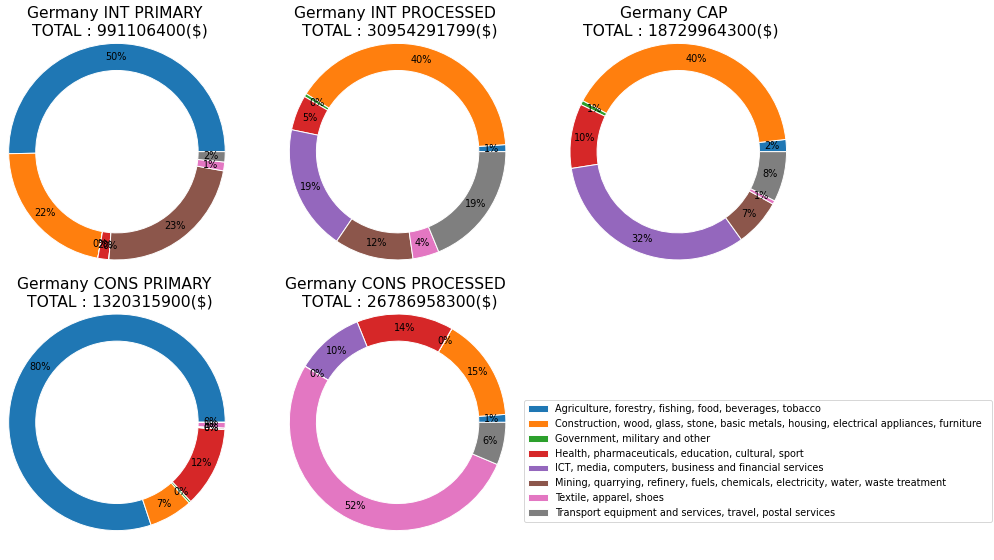 Germany INT PRIMARY
TOTAL : 991106400($)
50%
22%
0%
2%
0%
23%
1%
2%
Germany INT PROCESSED
TOTAL : 30954291799($)
1%
40%
0%
5%
19%
12%
4%
19%
Germany CAP
TOTAL : 18729964300($)
2%
40%
1%
10%
32%
7%
1%
8%
Germany CONS PRIMARY
TOTAL : 1320315900($)
80%
7%
0%
12%
0%
Germany CONS PROCESSED
TOTAL : 26786958300($)
1%
15%
0%
14%
10%
0%
52%
6%
Agriculture, forestry, fishing, food, beverages, tobacco
Construction, wood, glass, stone, basic metals, housing, electrical appliances, furniture
Government, military and other
Health, pharmaceuticals, education, cultural, sport
ICT, media, computers, business and financial services
Mining, quarrying, refinery, fuels, chemicals, electricity, water, waste treatment
Textile, apparel, shoes
Transport equipment and services, travel, postal services